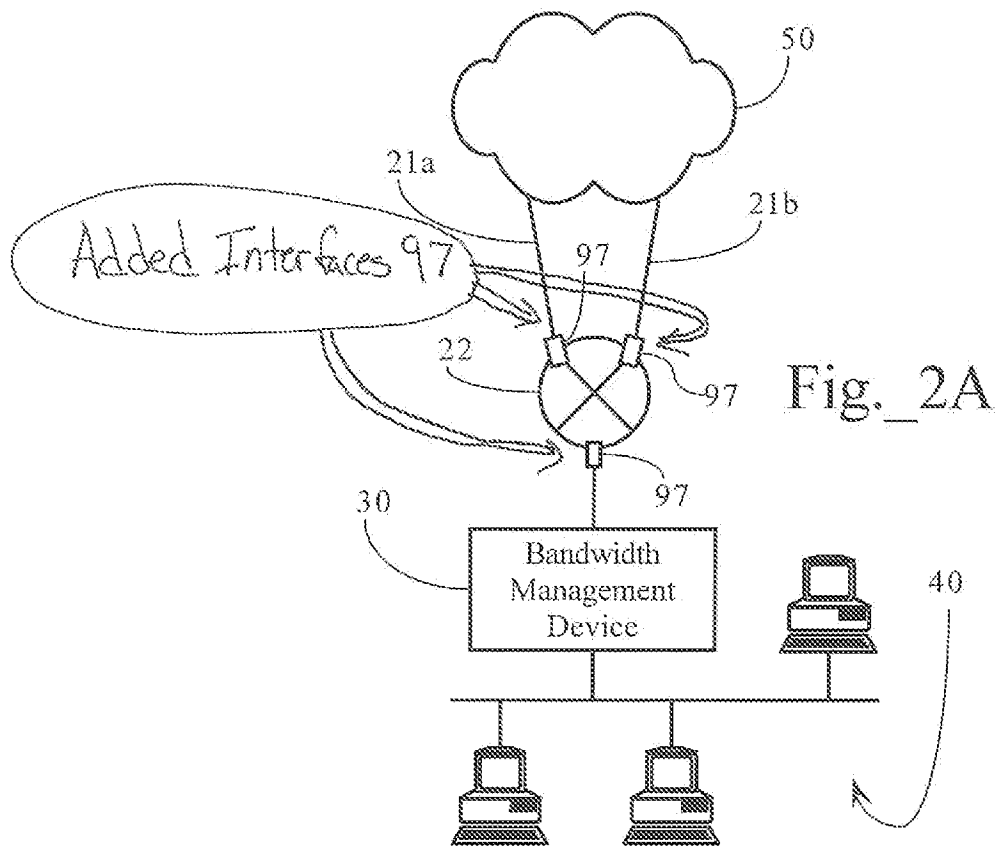 50
21a
21b
Added Interfaces 97
97
22
97
Fig._2A
97
30
Bandwidth
Management
Device
40